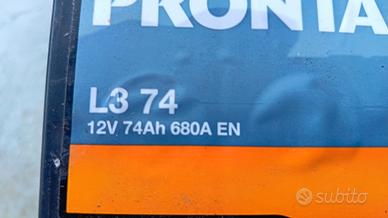 PRONTA
L3 74
12V 74Ah 680A EN
subito